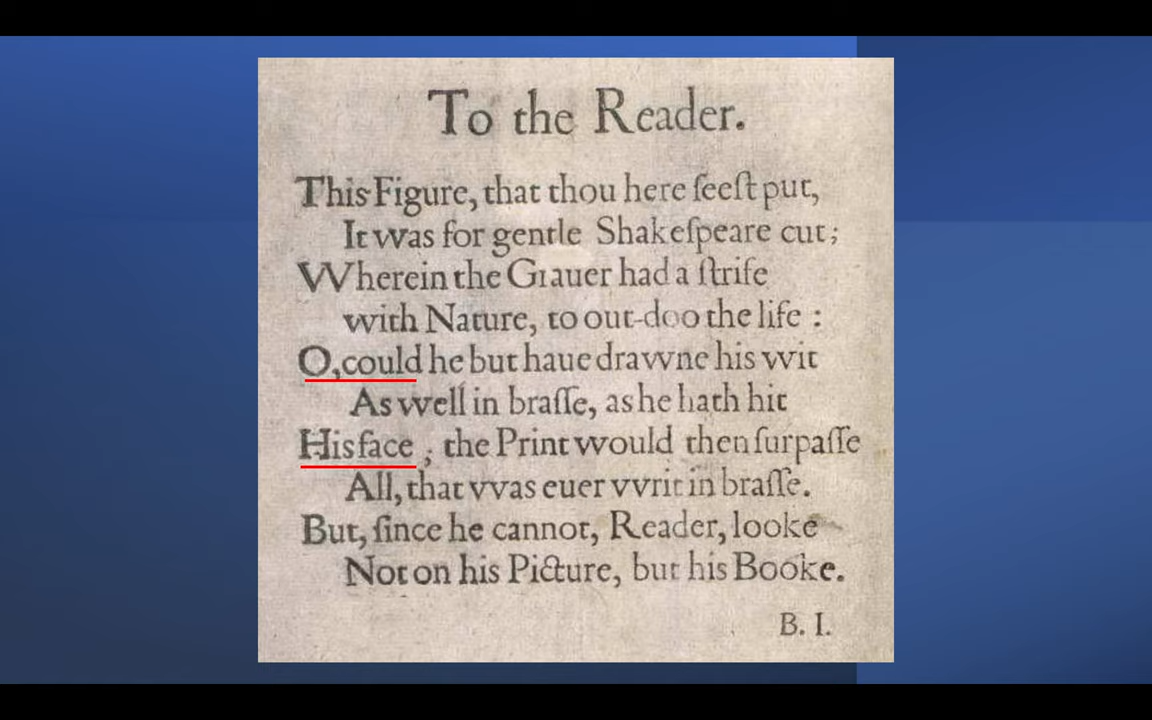 To the Reader.
This Figure, that thou here ſeeſt put,
It was for gentle Shakeſpeare cut;
VVherein the Grauer had a ſtrife
with Nature, to out-doo the life :
O, could he but haue dravvne his vvit
As well in braſſe, as he hath hit
His face ; the Print would then ſurpaſſe
All, that vvas euer vvrit in braſſe.
But, ſince he cannot, Reader, looke
Not on his Picture, but his Booke.
B. I.